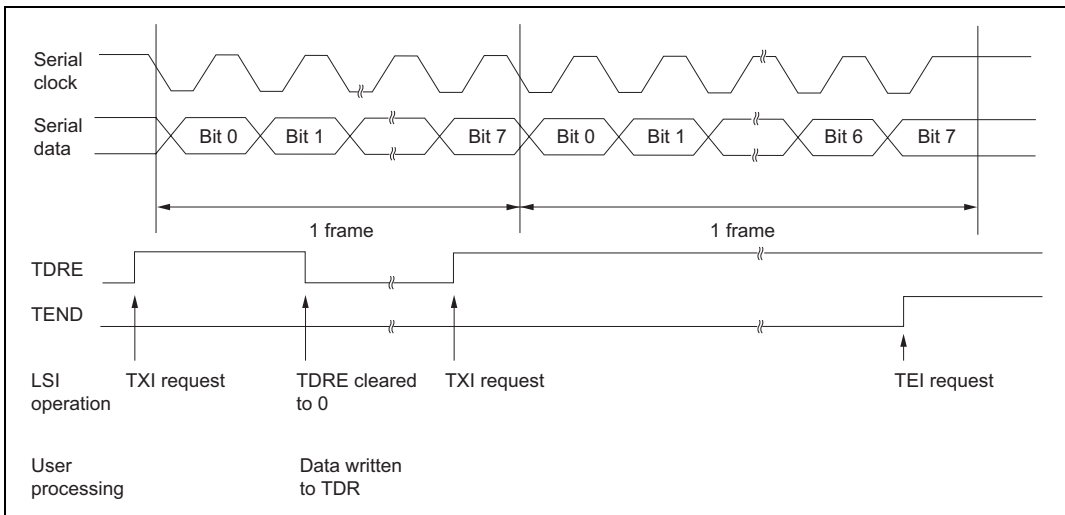 Serial
clock
Serial
data
Bit 0
Bit 1
Bit 7
Bit 0
Bit 1
Bit 6
Bit 7
1 frame
1 frame
TDRE
TEND
LSI
operation
TXI request
TDRE cleared
to 0
TXI request
TEI request
User
processing
Data written
to TDR